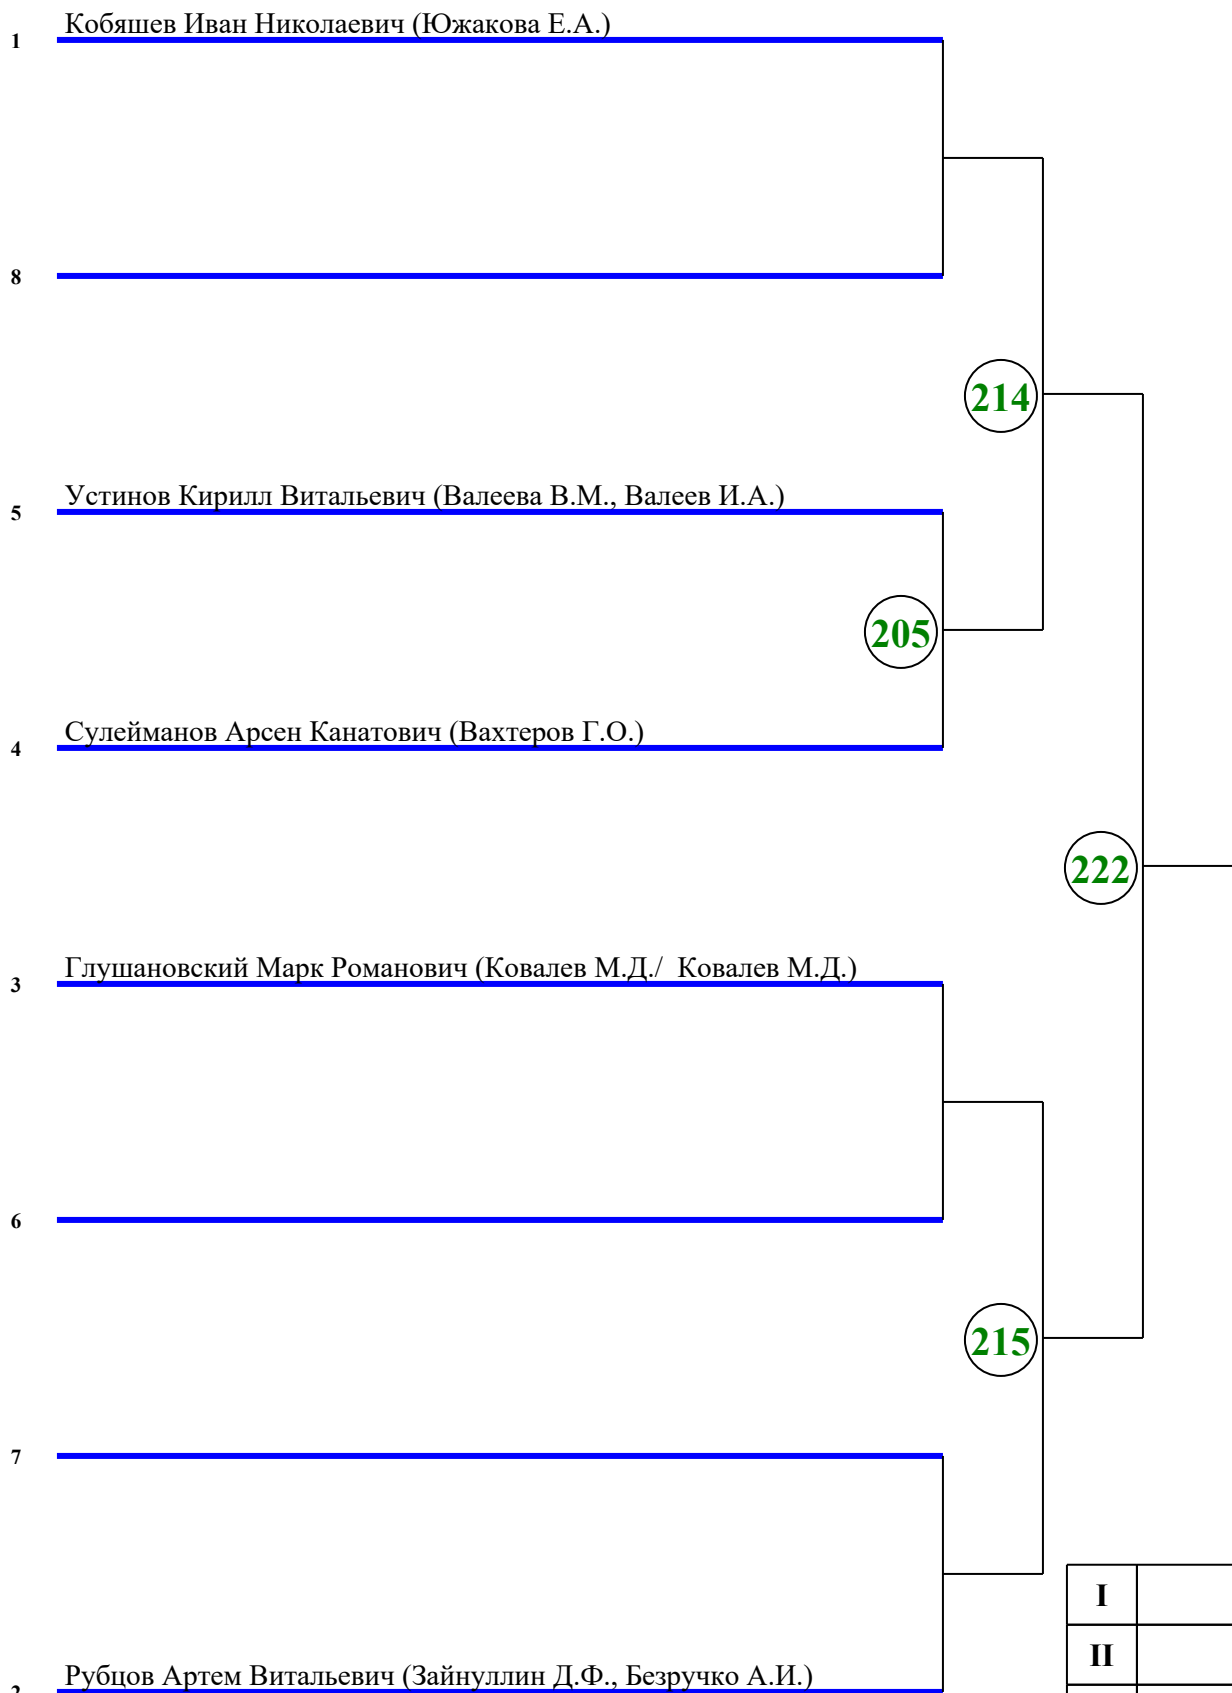 Кобяшев Иван Николаевич (Южакова Е.А.)
1
8
214
Устинов Кирилл Витальевич (Валеева В.М., Валеев И.А.)
5
205
Сулейманов Арсен Канатович (Вахтеров Г.О.)
4
222
Глушановский Марк Романович (Ковалев М.Д./ Ковалев М.Д.)
3
6
215
7
I
II
Рубцов Артем Витальевич (Зайнуллин Д.Ф., Безручко А.И.)
2